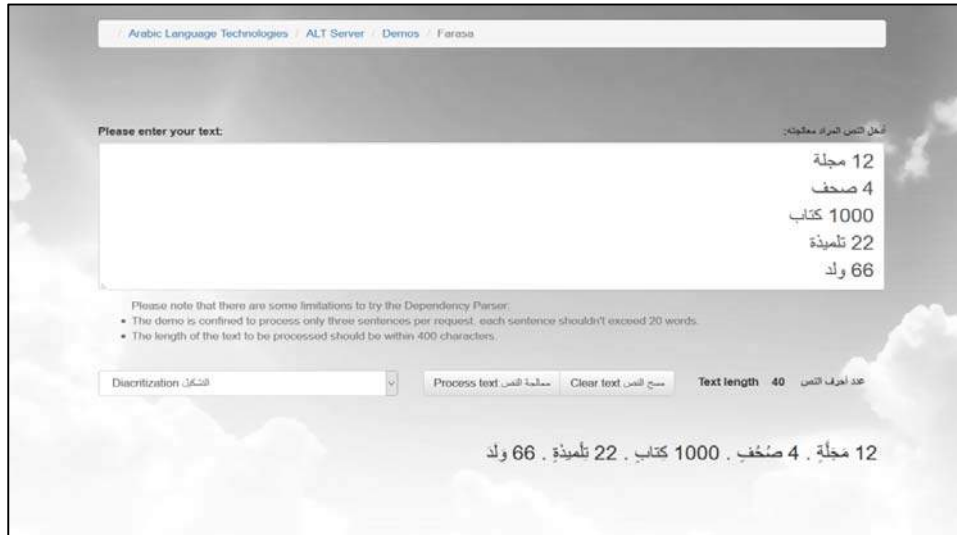 / Arabic Language Technologies / ALT Server / Demos / Farasa
Please enter your text: أدخل النص المراد معالجته:
12 مجلة
4 صحف
1000 كتاب
22 تلميذة
66 ولد
Please note that there are some limitations to try the Dependency Parser:
• The demo is confined to process only three sentences per request. each sentence shouldn't exceed 20 words.
• The length of the text to be processed should be within 400 characters.
Diacritization التشكيل Process text معالجة النص Clear text مسح النص Text length 40 عدد أحرف النص
12 مَجَلَّةٍ . 4 صُحُفِ . 1000 كِتابِ . 22 تِلْميذَةِ . 66 وَلَدَ